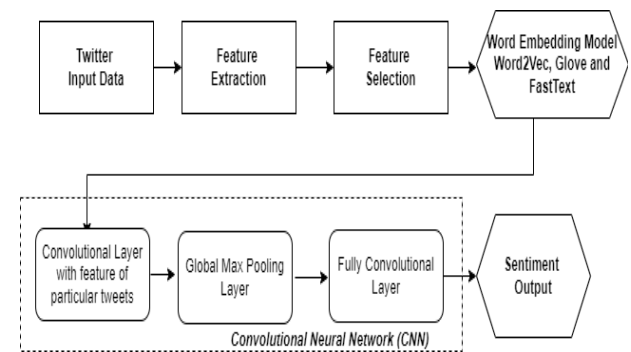 Twitter
Input Data
Feature
Extraction
Feature
Selection
Word Embedding Model
Word2Vec, Glove and
FastText
Convolutional Layer
with feature of
particular tweets
Global Max Pooling
Layer
Fully Convolutional
Layer
Sentiment
Output
Convolutional Neural Network (CNN)